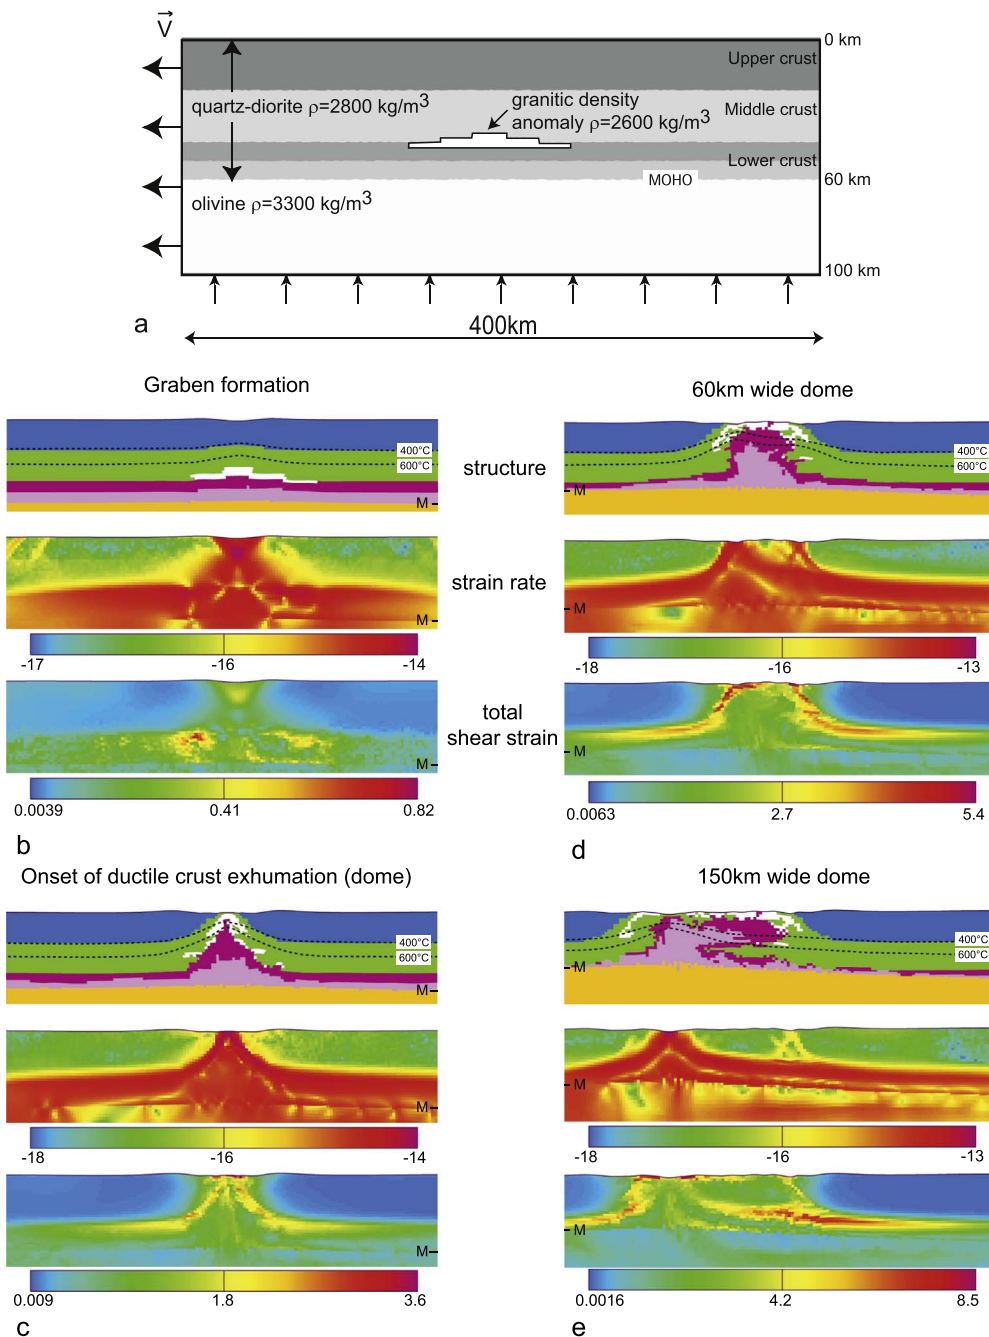 V
0 km
Upper crust
quartz-diorite ρ=2800 kg/m3
granitic density
anomaly ρ=2600 kg/m3
Middle crust
Lower crust
MOHO
60 km
olivine ρ=3300 kg/m3
100 km
a
400km
Graben formation
60km wide dome
400°C
600°C
M
structure
400°C
600°C
M
strain rate
M
-17
-16
-14
M
-18
-16
-13
total
shear strain
M
0.0039
0.41
0.82
M
0.0063
2.7
5.4
b
d
Onset of ductile crust exhumation (dome)
150km wide dome
400°C
600°C
M
400°C
600°C
M
M
-18
-16
-14
M
-18
-16
-13
M
0.009
1.8
3.6
M
0.0016
4.2
8.5
c
e